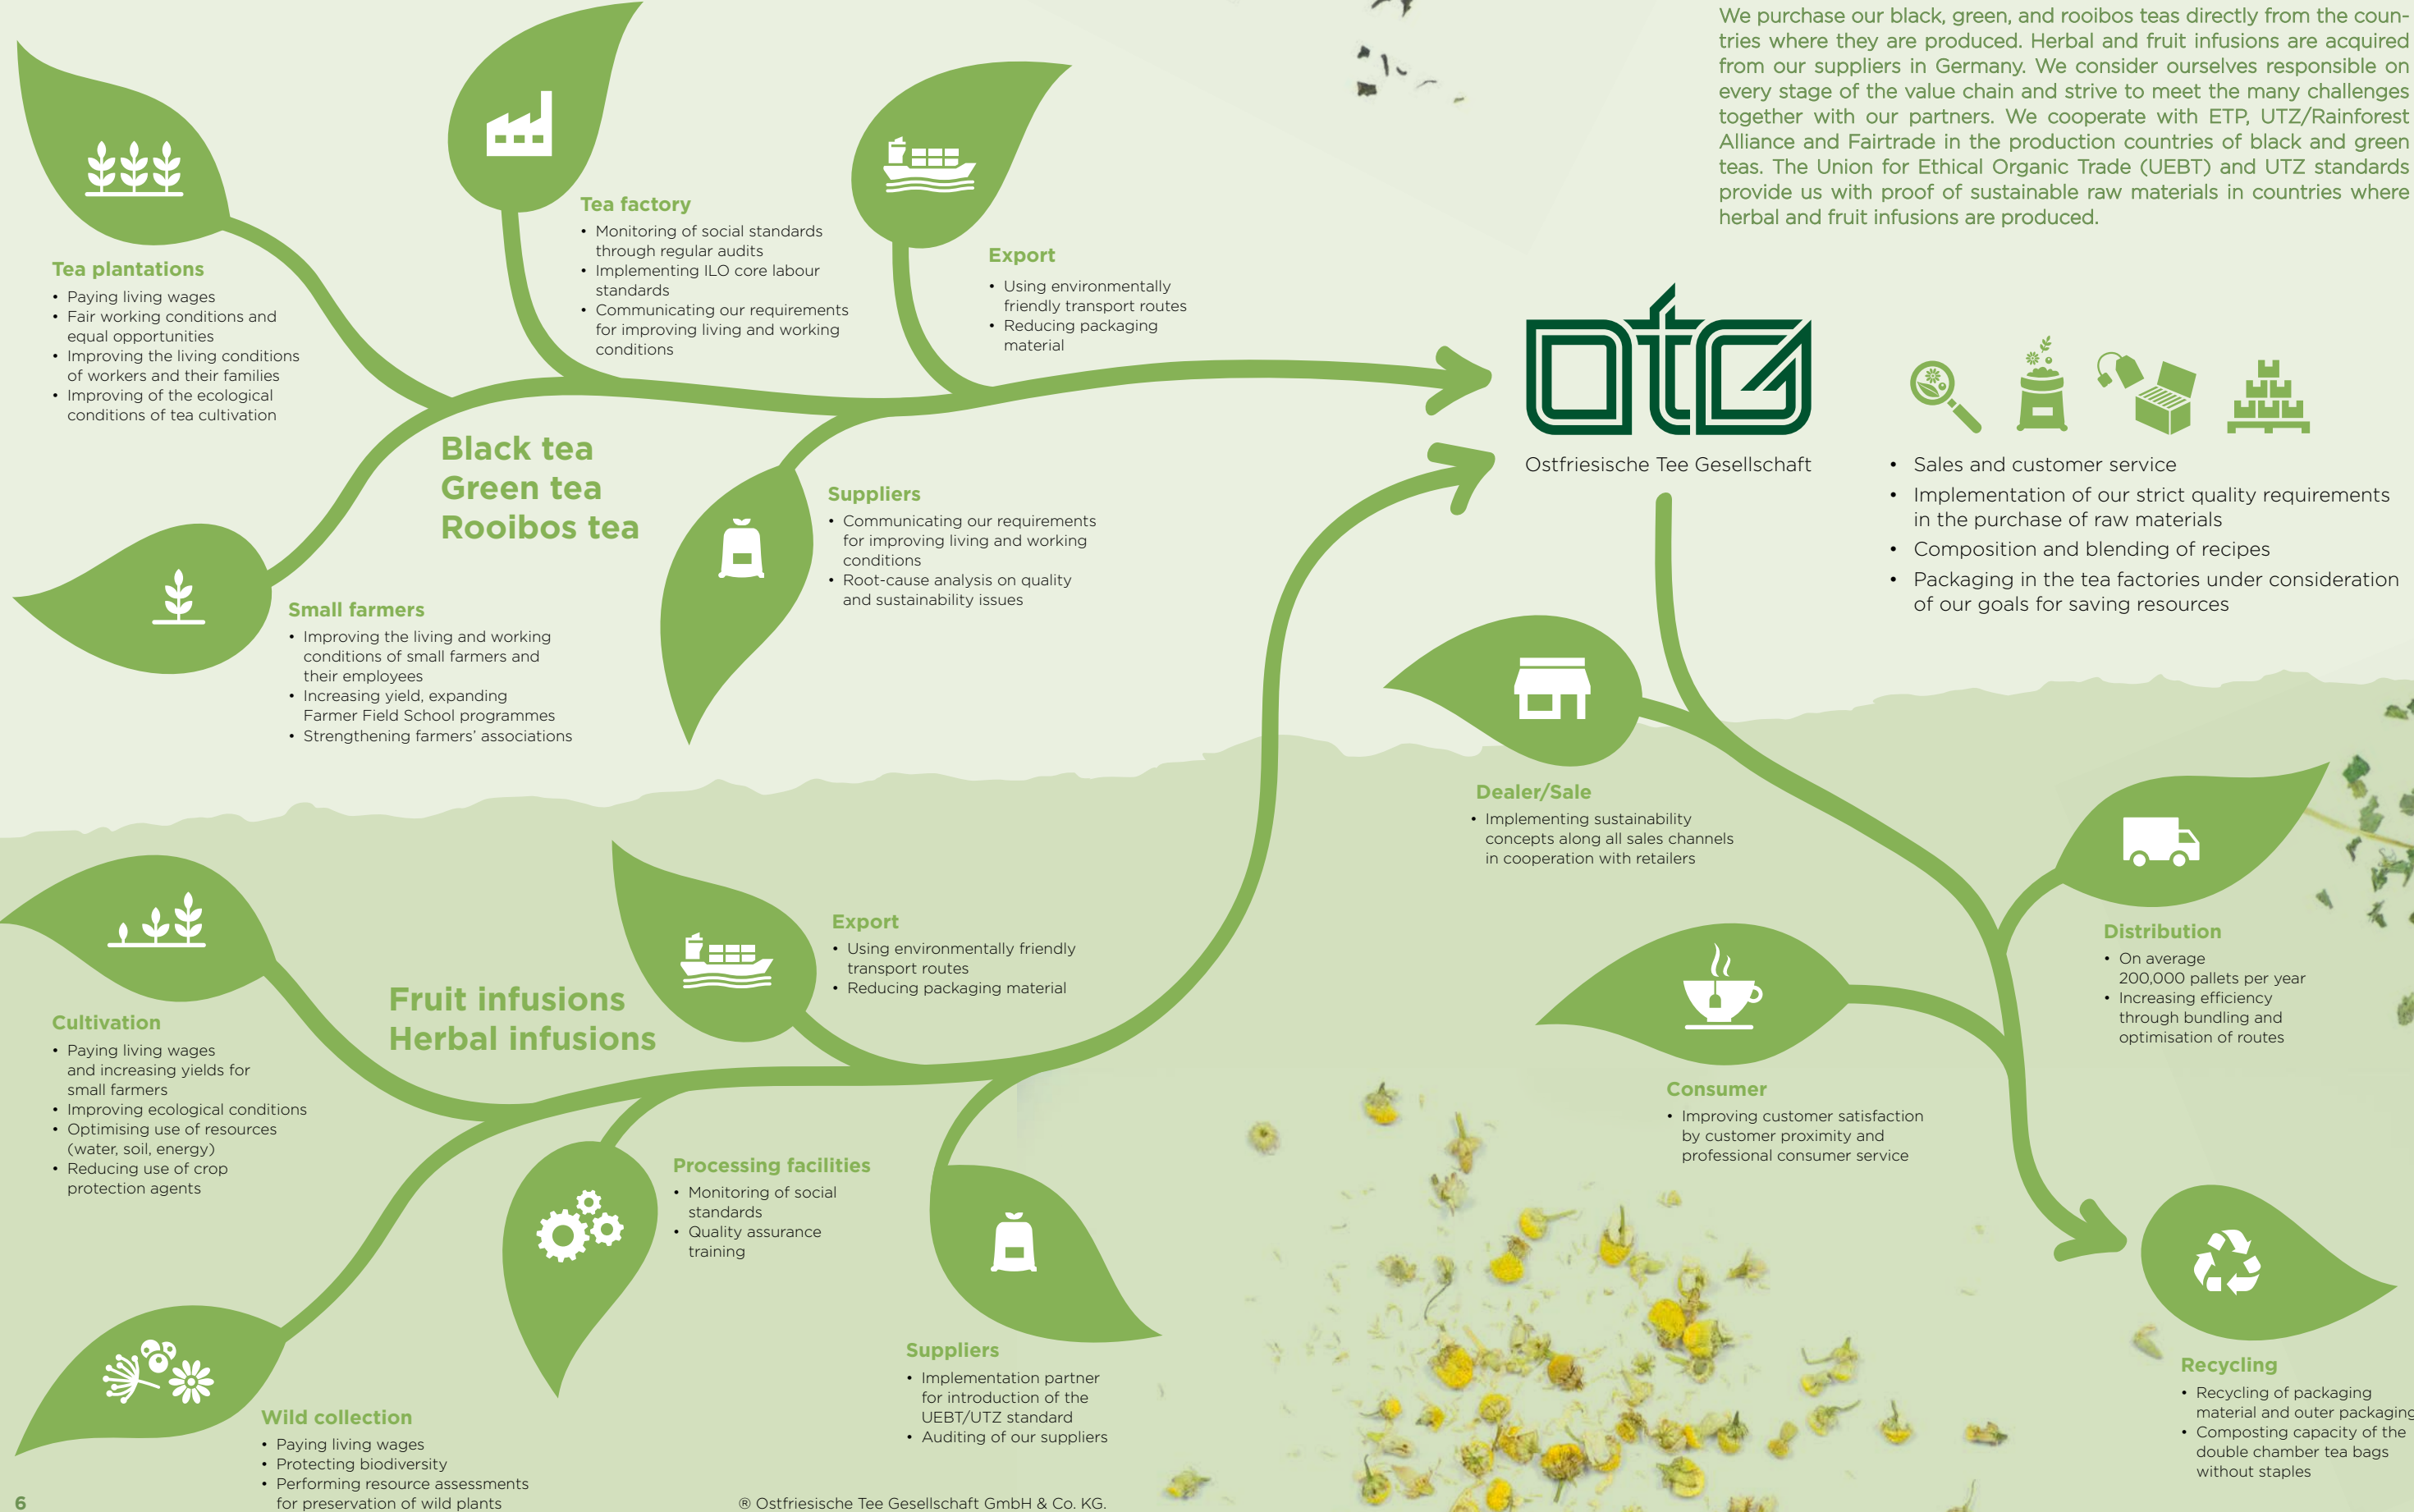 We purchase our black, green, and rooibos teas directly from the coun-
tries where they are produced. Herbal and fruit infusions are acquired
from our suppliers in Germany. We consider ourselves responsible on
every stage of the value chain and strive to meet the many challenges
together with our partners. We cooperate with ETP, UTZ/Rainforest
Alliance and Fairtrade in the production countries of black and green
teas. The Union for Ethical Organic Trade (UEBT) and UTZ standards
provide us with proof of sustainable raw materials in countries where
herbal and fruit infusions are produced.
Tea plantations
• Paying living wages
• Fair working conditions and
equal opportunities
• Improving the living conditions
of workers and their families
• Improving of the ecological
conditions of tea cultivation
Tea factory
• Monitoring of social standards
through regular audits
• Implementing ILO core labour
standards
• Communicating our requirements
for improving living and working
conditions
Export
• Using environmentally
friendly transport routes
• Reducing packaging
material
Black tea
Green tea
Rooibos tea
Suppliers
• Communicating our requirements
for improving living and working
conditions
• Root-cause analysis on quality
and sustainability issues
Small farmers
• Improving the living and working
conditions of small farmers and
their employees
• Increasing yield, expanding
Farmer Field School programmes
• Strengthening farmers' associations
otg
Ostfriesische Tee Gesellschaft
• Sales and customer service
• Implementation of our strict quality requirements
in the purchase of raw materials
• Composition and blending of recipes
• Packaging in the tea factories under consideration
of our goals for saving resources
Dealer/Sale
• Implementing sustainability
concepts along all sales channels
in cooperation with retailers
Distribution
• On average
200,000 pallets per year
• Increasing efficiency
through bundling and
optimisation of routes
Consumer
• Improving customer satisfaction
by customer proximity and
professional consumer service
Recycling
• Recycling of packaging
material and outer packaging
• Composting capacity of the
double chamber tea bags
without staples
Cultivation
• Paying living wages
and increasing yields for
small farmers
• Improving ecological conditions
• Optimising use of resources
(water, soil, energy)
• Reducing use of crop
protection agents
Fruit infusions
Herbal infusions
Export
• Using environmentally friendly
transport routes
• Reducing packaging material
Processing facilities
• Monitoring of social
standards
• Quality assurance
training
Suppliers
• Implementation partner
for introduction of the
UEBT/UTZ standard
• Auditing of our suppliers
Wild collection
• Paying living wages
• Protecting biodiversity
• Performing resource assessments
for preservation of wild plants
6
® Ostfriesische Tee Gesellschaft GmbH & Co. KG.